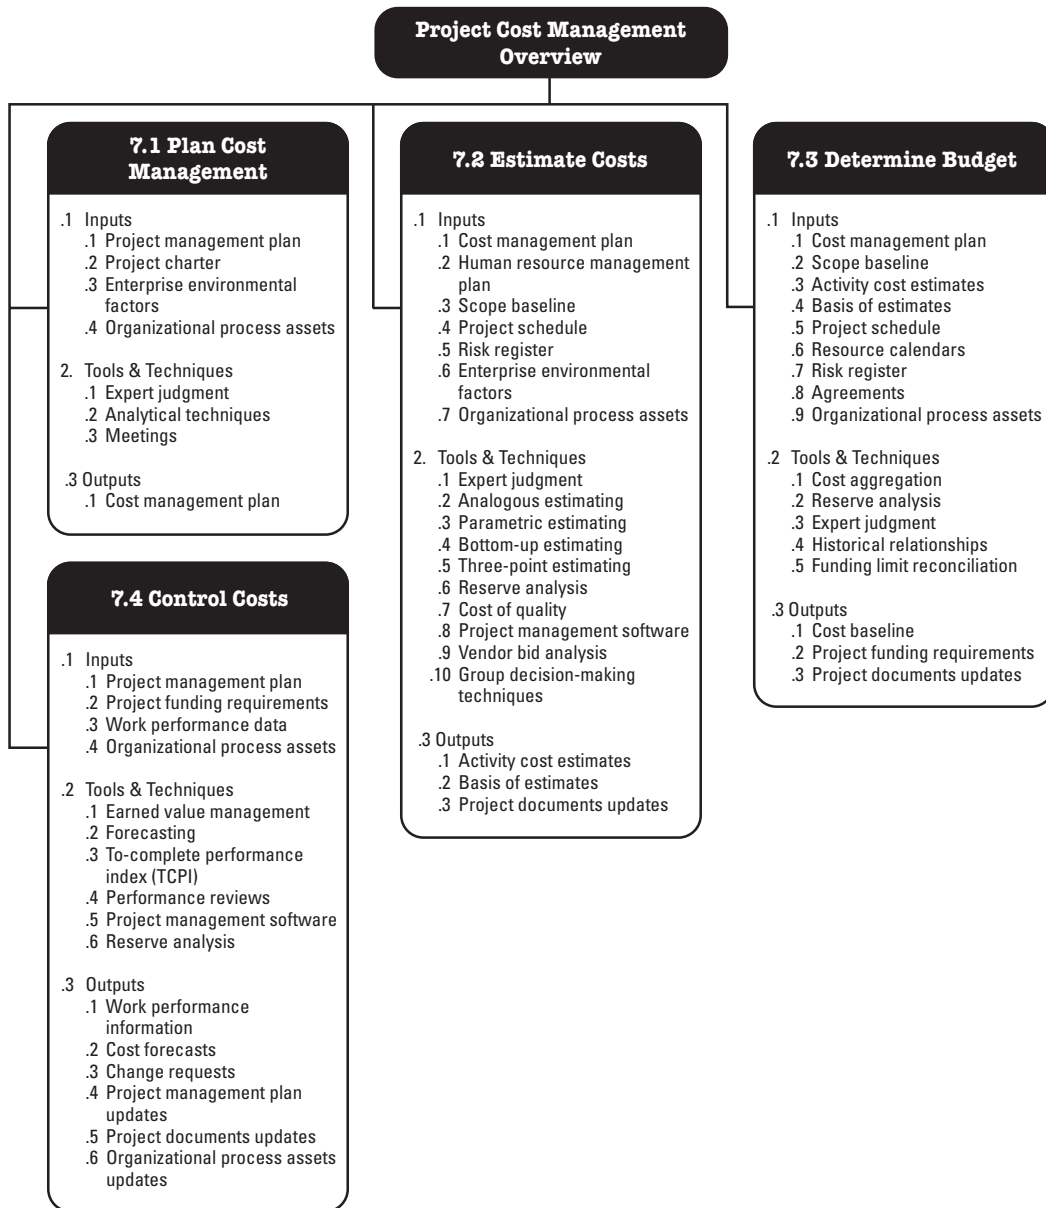 Project Cost Management
Overview
7.1 Plan Cost
Management
.1 Inputs
.1 Project management plan
.2 Project charter
.3 Enterprise environmental
factors
.4 Organizational process assets
2. Tools & Techniques
.1 Expert judgment
.2 Analytical techniques
.3 Meetings
.3 Outputs
.1 Cost management plan
7.2 Estimate Costs
.1 Inputs
.1 Cost management plan
.2 Human resource management
plan
.3 Scope baseline
.4 Project schedule
.5 Risk register
.6 Enterprise environmental
factors
.7 Organizational process assets
2. Tools & Techniques
.1 Expert judgment
.2 Analogous estimating
.3 Parametric estimating
.4 Bottom-up estimating
.5 Three-point estimating
.6 Reserve analysis
.7 Cost of quality
.8 Project management software
.9 Vendor bid analysis
.10 Group decision-making
techniques
.3 Outputs
.1 Activity cost estimates
.2 Basis of estimates
.3 Project documents updates
7.3 Determine Budget
.1 Inputs
.1 Cost management plan
.2 Scope baseline
.3 Activity cost estimates
.4 Basis of estimates
.5 Project schedule
.6 Resource calendars
.7 Risk register
.8 Agreements
.9 Organizational process assets
.2 Tools & Techniques
.1 Cost aggregation
.2 Reserve analysis
.3 Expert judgment
.4 Historical relationships
.5 Funding limit reconciliation
.3 Outputs
.1 Cost baseline
.2 Project funding requirements
.3 Project documents updates
7.4 Control Costs
.1 Inputs
.1 Project management plan
.2 Project funding requirements
.3 Work performance data
.4 Organizational process assets
.2 Tools & Techniques
.1 Earned value management
.2 Forecasting
.3 To-complete performance
index (TCPI)
.4 Performance reviews
.5 Project management software
.6 Reserve analysis
.3 Outputs
.1 Work performance
information
.2 Cost forecasts
.3 Change requests
.4 Project management plan
updates
.5 Project documents updates
.6 Organizational process assets
updates